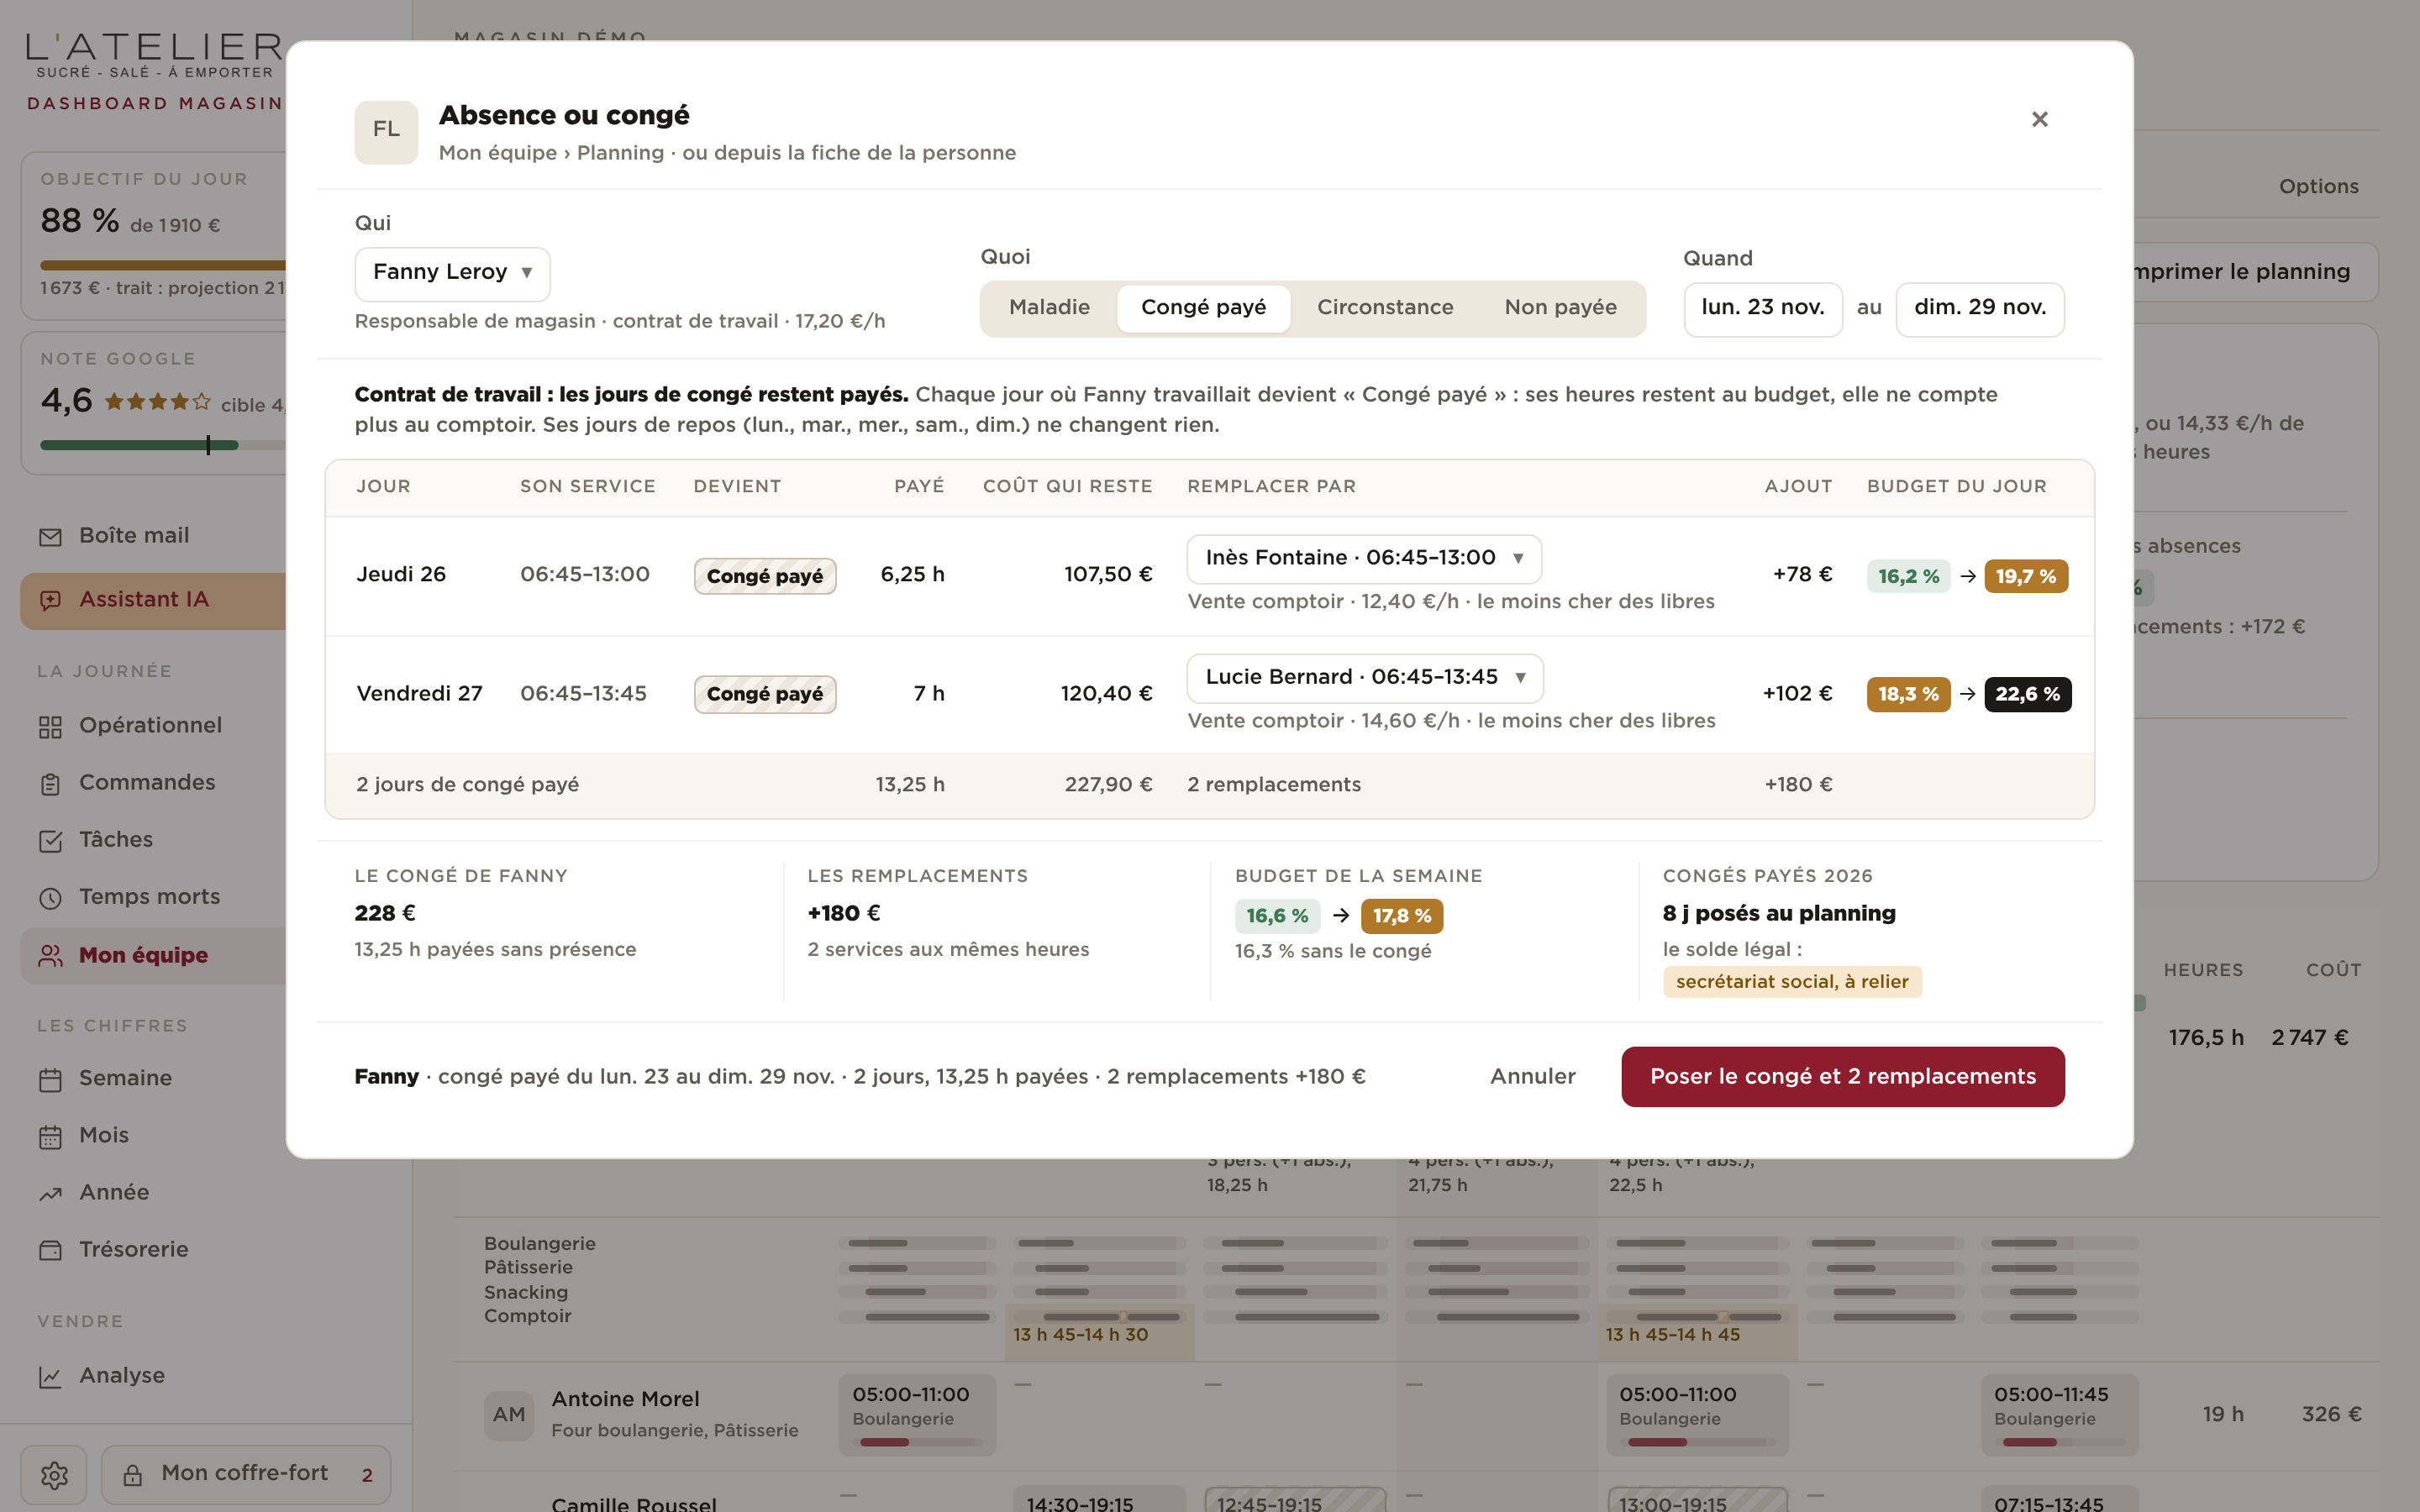 L'ATELIER
SUCRÉ - SALÉ - À EMPORTER
DASHBOARD MAGASIN
OBJECTIF DU JOUR
88 % de 1 910 €
1 673 € · trait : projection 2 1
NOTE GOOGLE
4,6 cible 4,
Boîte mail
Assistant IA
LA JOURNÉE
Opérationnel
Commandes
Tâches
Temps morts
Mon équipe
LES CHIFFRES
Semaine
Mois
Année
Trésorerie
VENDRE
Analyse
Mon coffre-fort 2
MAGASIN DÉMO
Options
mprimer le planning
, ou 14,33 €/h de
heures
absences
%
cements : +172 €
HEURES COÛT
176,5 h 2 747 €
FL
Absence ou congé
Mon équipe › Planning · ou depuis la fiche de la personne
×
Qui
Fanny Leroy ▼
Responsable de magasin · contrat de travail · 17,20 €/h
Quoi
Maladie Congé payé Circonstance Non payée
Quand
lun. 23 nov. au dim. 29 nov.
Contrat de travail : les jours de congé restent payés. Chaque jour où Fanny travaillait devient « Congé payé » : ses heures restent au budget, elle ne compte
plus au comptoir. Ses jours de repos (lun., mar., mer., sam., dim.) ne changent rien.
JOUR SON SERVICE DEVIENT PAYÉ COÛT QUI RESTE REMPLACER PAR AJOUT BUDGET DU JOUR
Jeudi 26 06:45–13:00 Congé payé 6,25 h 107,50 € Inès Fontaine · 06:45–13:00 ▼ +78 € 16,2 % → 19,7 %
Vente comptoir · 12,40 €/h · le moins cher des libres
Vendredi 27 06:45–13:45 Congé payé 7 h 120,40 € Lucie Bernard · 06:45–13:45 ▼ +102 € 18,3 % → 22,6 %
Vente comptoir · 14,60 €/h · le moins cher des libres
2 jours de congé payé 13,25 h 227,90 € 2 remplacements +180 €
LE CONGÉ DE FANNY
228 €
13,25 h payées sans présence
LES REMPLACEMENTS
+180 €
2 services aux mêmes heures
BUDGET DE LA SEMAINE
16,6 % → 17,8 %
16,3 % sans le congé
CONGÉS PAYÉS 2026
8 j posés au planning
le solde légal :
secrétariat social, à relier
Fanny · congé payé du lun. 23 au dim. 29 nov. · 2 jours, 13,25 h payées · 2 remplacements +180 €
Annuler
Poser le congé et 2 remplacements
3 pers. (+1 abs.), 4 pers. (+1 abs.), 4 pers. (+1 abs.),
18,25 h 21,75 h 22,5 h
Boulangerie
Pâtisserie
Snacking
Comptoir
13 h 45–14 h 30 13 h 45–14 h 45
AM
Antoine Morel
Four boulangerie, Pâtisserie
05:00–11:00 — — — 05:00–11:00 — 05:00–11:45 19 h 326 €
Boulangerie Boulangerie Boulangerie
Camille Roussel — 14:30–19:15 12:45–19:15 — 13:00–19:15 — 07:15–13:45